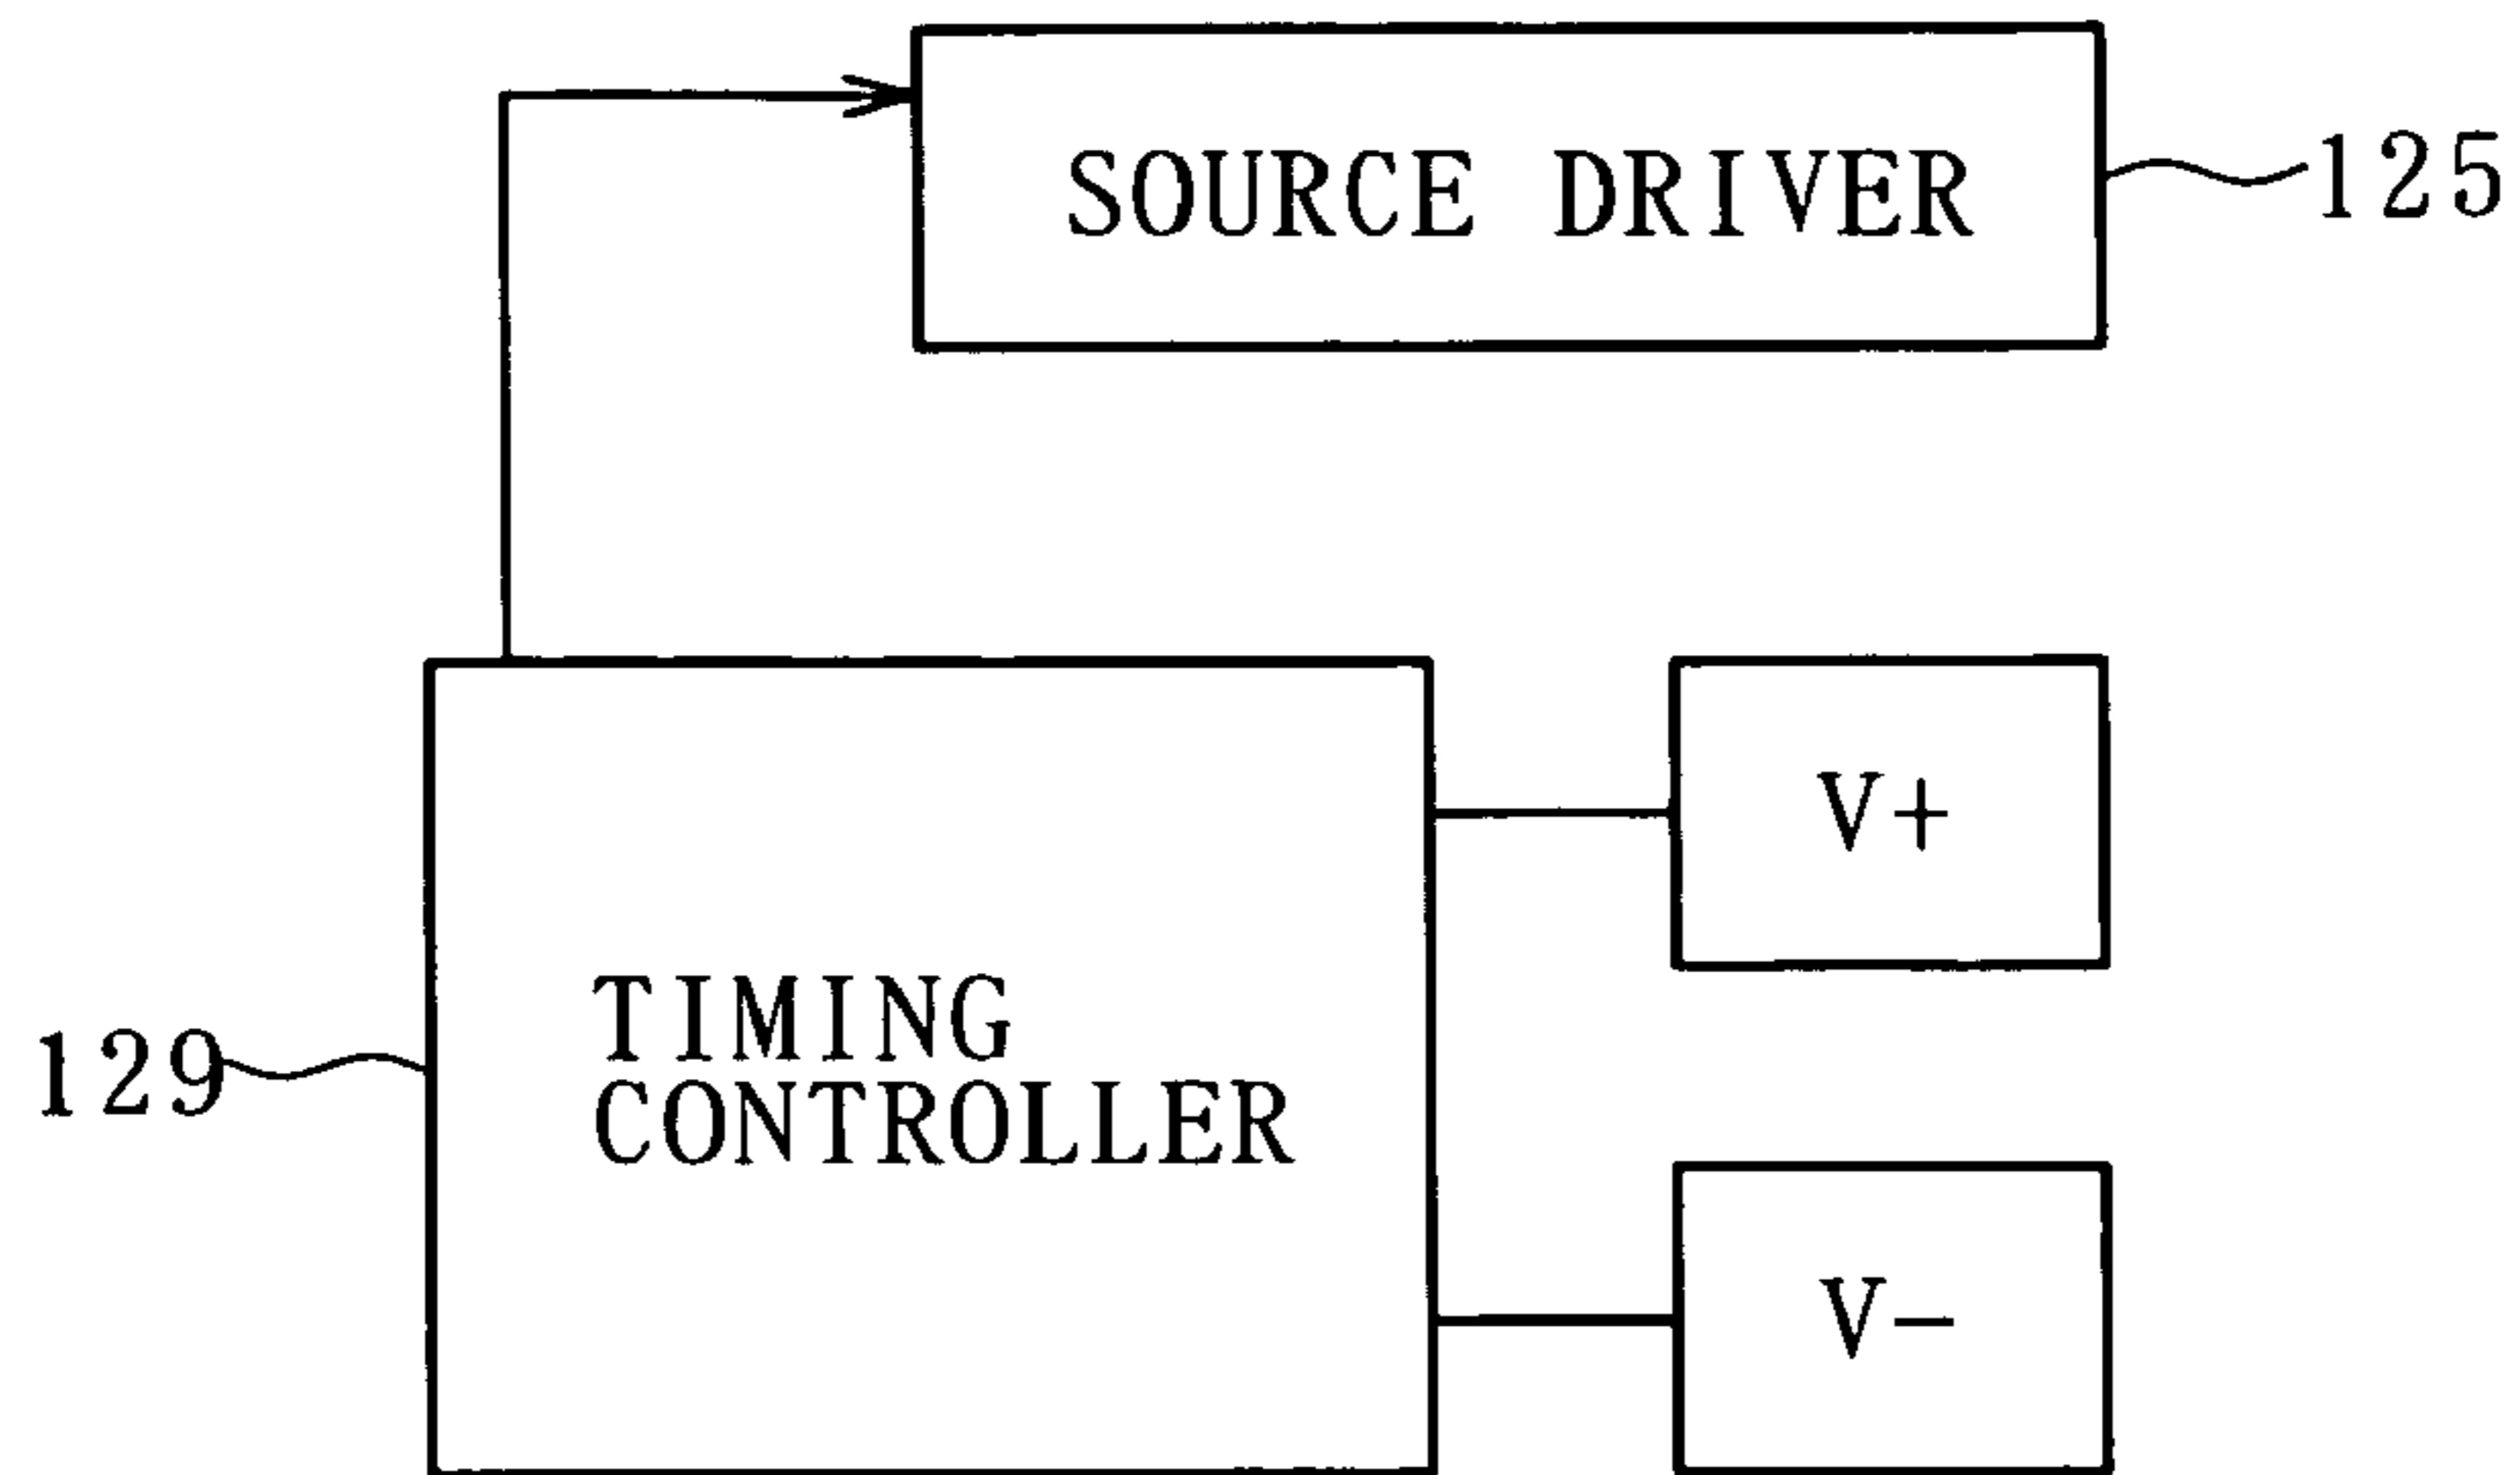 SOURCE DRIVER
125
V+
TIMING
CONTROLLER
129
V-